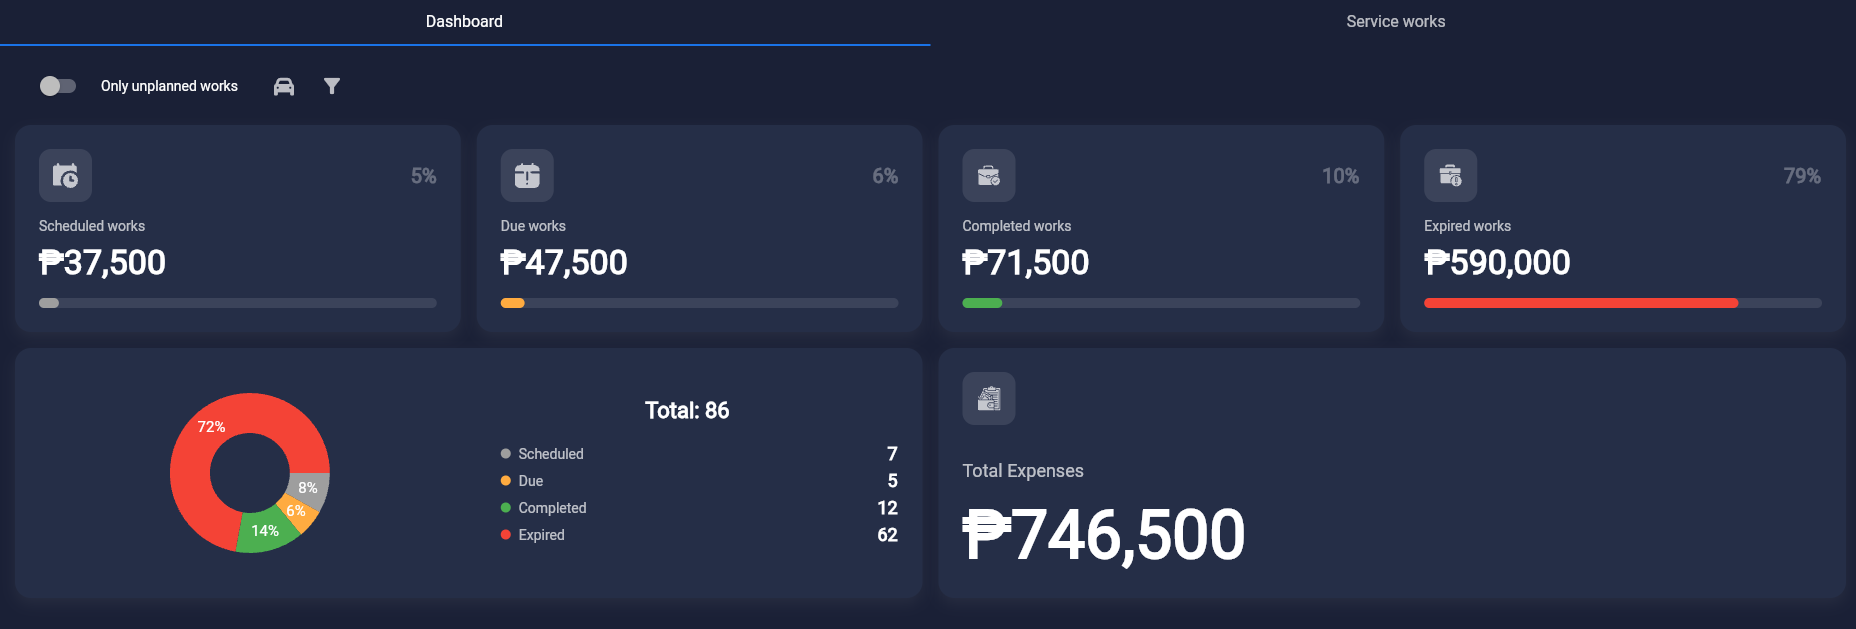 Dashboard
Service works
Only unplanned works
5%
Scheduled works
₱37,500
6%
Due works
₱47,500
10%
Completed works
₱71,500
79%
Expired works
₱590,000
72%
8%
6%
14%
Total: 86
Scheduled 7
Due 5
Completed 12
Expired 62
Total Expenses
₱746,500